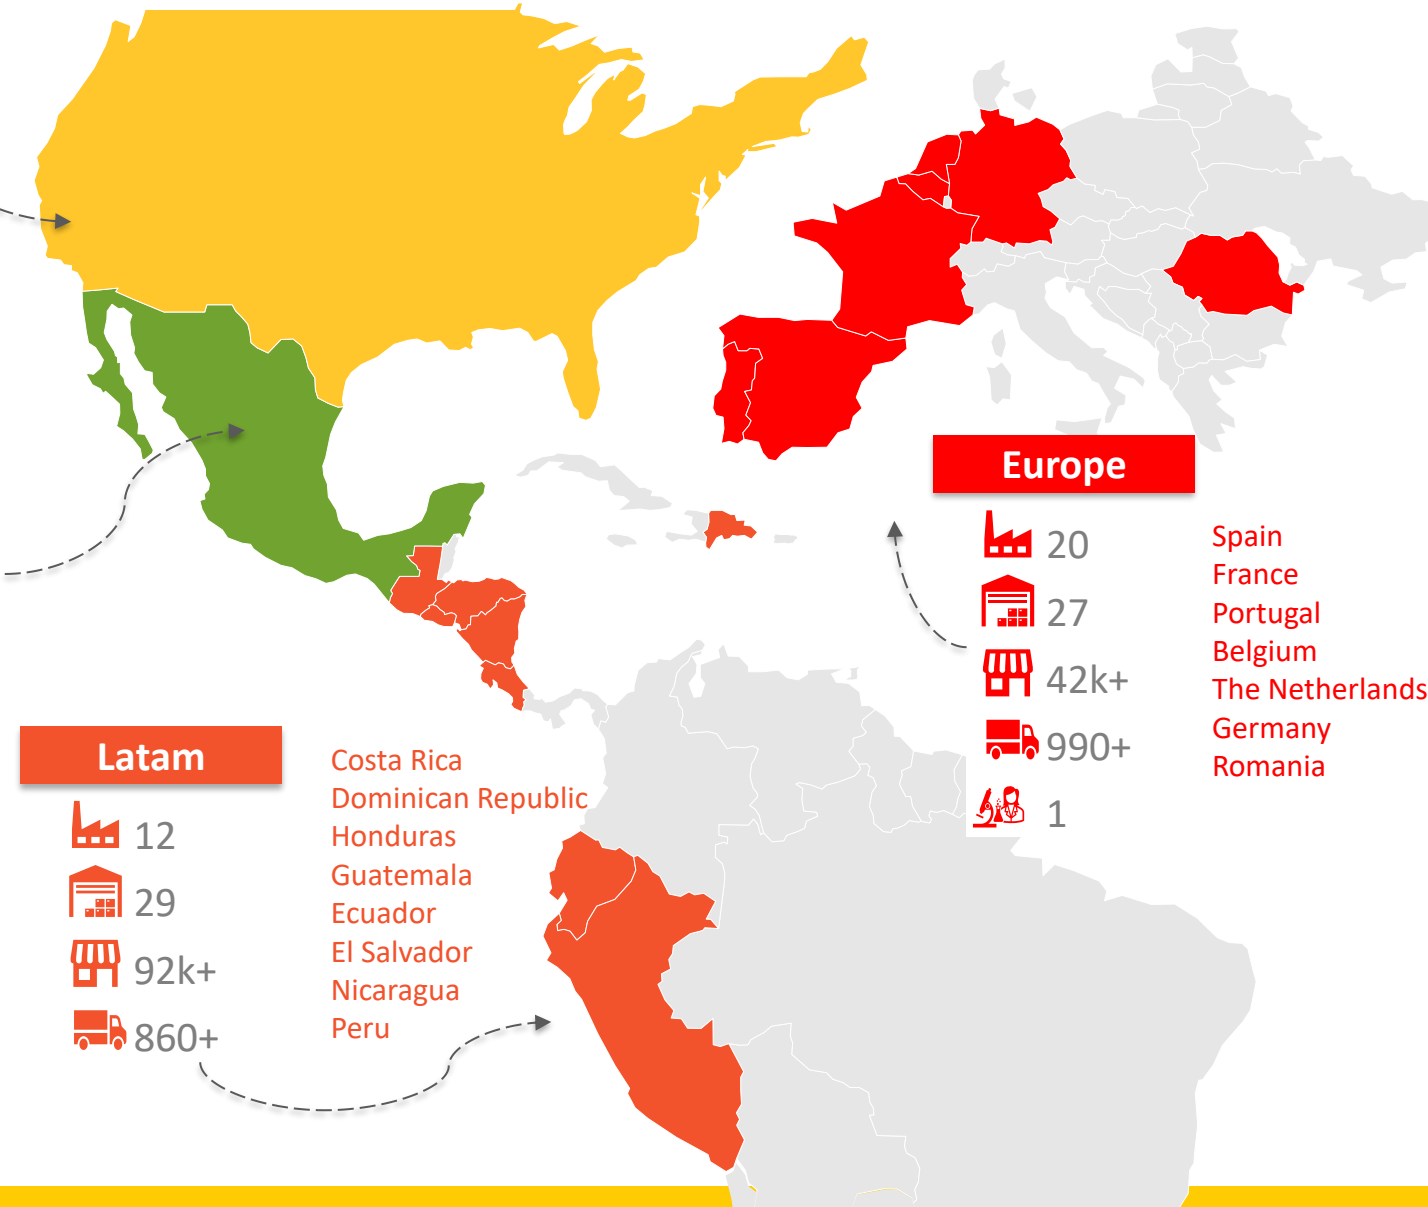 Europe
20
27
42k+
990+
1
Spain
France
Portugal
Belgium
The Netherlands
Germany
Romania
Latam
12
29
92k+
860+
Costa Rica
Dominican Republic
Honduras
Guatemala
Ecuador
El Salvador
Nicaragua
Peru